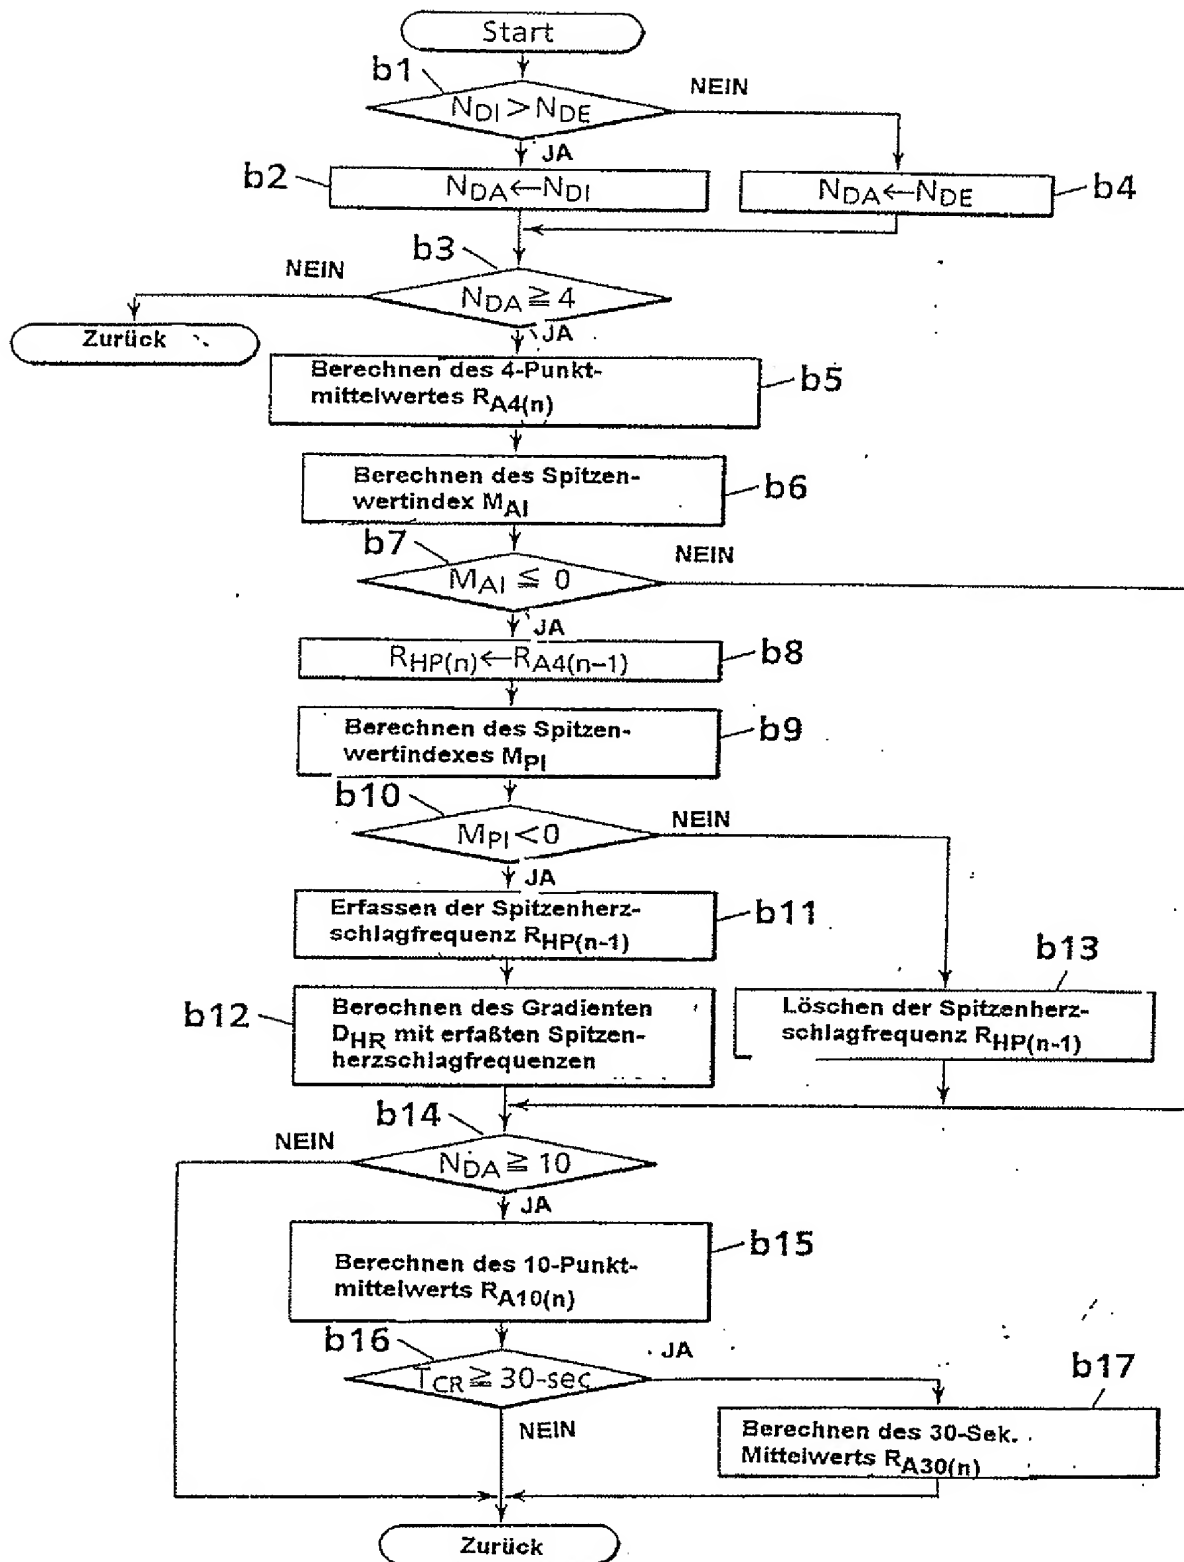 Start
b1
NEIN
N_DI > N_DE
JA
b2
N_DA ← N_DI
N_DA ← N_DE
b4
b3
NEIN
N_DA ≧ 4
JA
Zurück
Berechnen des 4-Punkt-
mittelwertes R_A4(n)
b5
Berechnen des Spitzen-
wertindex M_AI
b6
b7
NEIN
M_AI ≦ 0
JA
R_HP(n) ← R_A4(n-1)
b8
Berechnen des Spitzen-
wertindexes M_PI
b9
b10
NEIN
M_PI < 0
JA
Erfassen der Spitzenherz-
schlagfrequenz R_HP(n-1)
b11
b13
b12
Berechnen des Gradienten
D_HR mit erfaßten Spitzen-
herzschlagfrequenzen
Löschen der Spitzenherz-
schlagfrequenz R_HP(n-1)
b14
NEIN
N_DA ≧ 10
JA
Berechnen des 10-Punkt-
mittelwerts R_A10(n)
b15
b16
JA
T_CR ≧ 30-sec
NEIN
b17
Berechnen des 30-Sek.
Mittelwerts R_A30(n)
Zurück